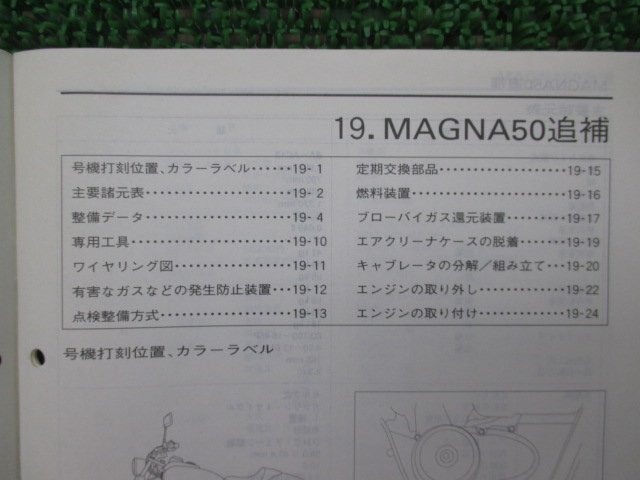 19. MAGNA50追補
号機打刻位置、カラーラベル……19- 1
主要諸元表……………………19- 2
整備データ……………………19- 4
専用工具………………………19-10
ワイヤリング図………………19-11
有害なガスなどの発生防止装置……19-12
点検整備方式…………………19-13
定期交換部品…………………19-15
燃料装置………………………19-16
ブローバイガス還元装置………19-17
エアクリーナケースの脱着……19-19
キャブレータの分解／組み立て…19-20
エンジンの取り外し……………19-22
エンジンの取り付け……………19-24
号機打刻位置、カラーラベル